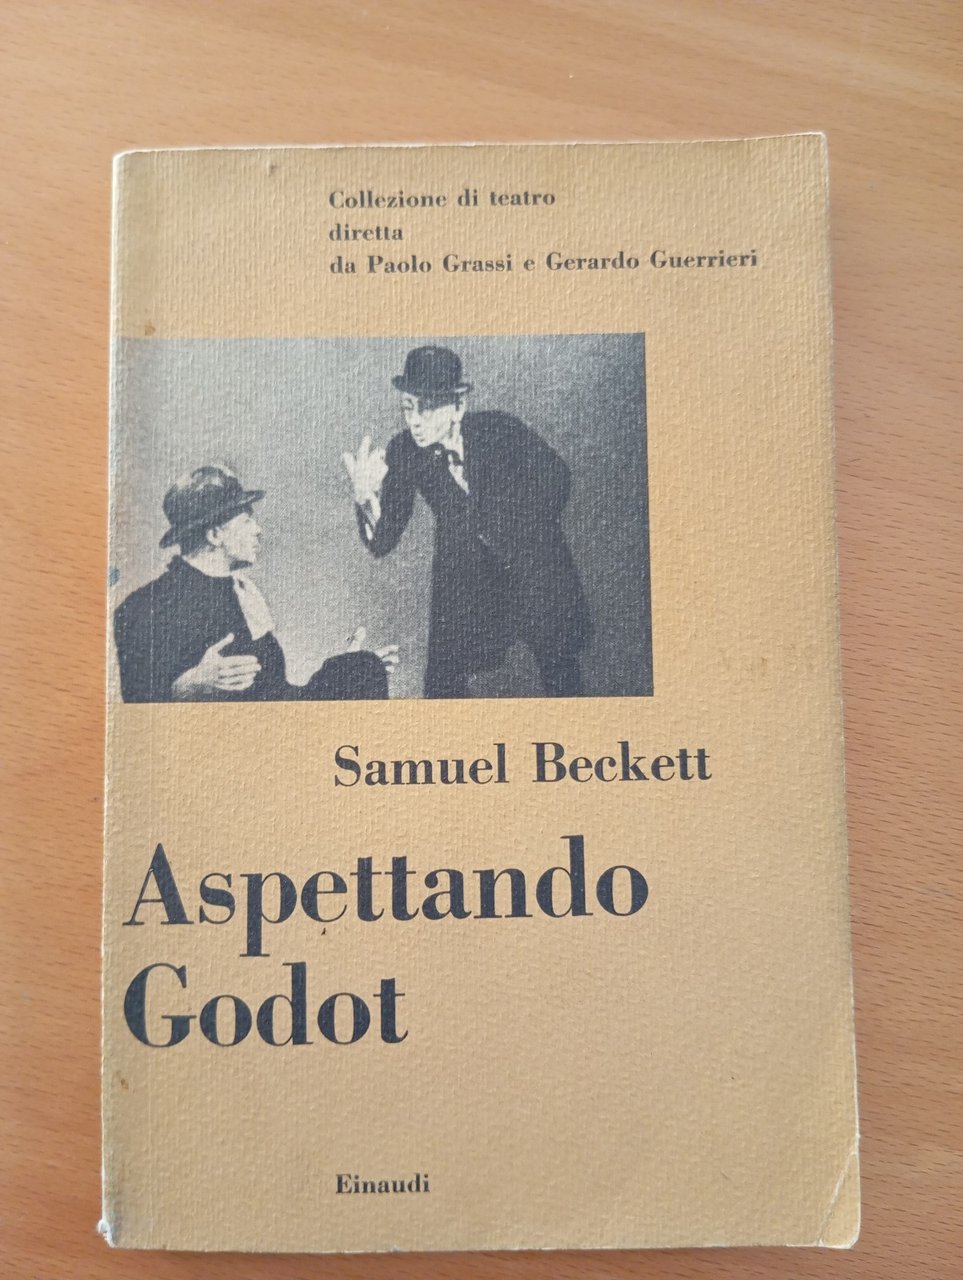 Collezione di teatro
diretta
da Paolo Grassi e Gerardo Guerrieri
Samuel Beckett
Aspettando
Godot
Einaudi